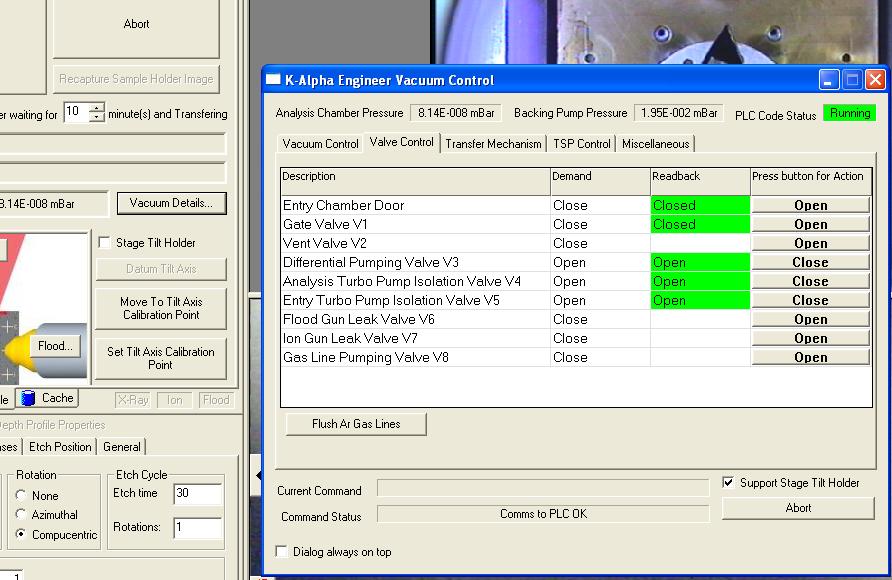 Abort
Recapture Sample Holder Image
er waiting for 10 minute(s) and Transfering
8.14E-008 mBar
Vacuum Details...
Stage Tilt Holder
Datum Tilt Axis
Move To Tilt Axis
Calibration Point
Flood...
Set Tilt Axis Calibration
Point
le
Cache
X-Ray
Ion
Flood
Depth Profile Properties
Etch Position
General
Rotation
None
Azimuthal
Compucentric
Etch Cycle
Etch time 30
Rotations: 1
1
K-Alpha Engineer Vacuum Control
Analysis Chamber Pressure 8.14E-008 mBar Backing Pump Pressure 1.95E-002 mBar PLC Code Status Running
Vacuum Control Valve Control Transfer Mechanism TSP Control Miscellaneous
Description Demand Readback Press button for Action
Entry Chamber Door Close Closed Open
Gate Valve V1 Close Closed Open
Vent Valve V2 Close Open
Differential Pumping Valve V3 Open Open Close
Analysis Turbo Pump Isolation Valve V4 Open Open Close
Entry Turbo Pump Isolation Valve V5 Open Open Close
Flood Gun Leak Valve V6 Close Open
Ion Gun Leak Valve V7 Close Open
Gas Line Pumping Valve V8 Close Open
Flush Ar Gas Lines
Current Command
Support Stage Tilt Holder
Command Status Comms to PLC OK
Abort
Dialog always on top